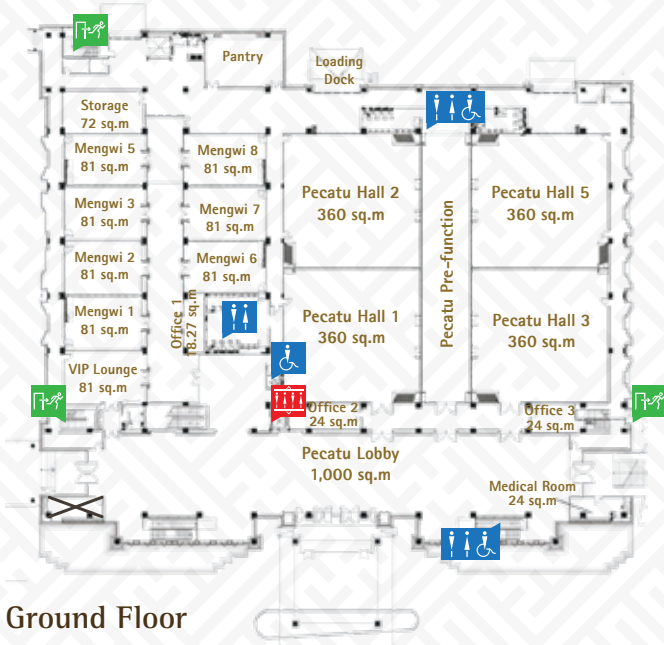 Pantry
Loading
Dock
Storage
72 sq.m
Mengwi 5
81 sq.m
Mengwi 8
81 sq.m
Mengwi 3
81 sq.m
Mengwi 7
81 sq.m
Mengwi 2
81 sq.m
Mengwi 6
81 sq.m
Mengwi 1
81 sq.m
Office 1
18.27 sq.m
VIP Lounge
81 sq.m
Pecatu Hall 2
360 sq.m
Pecatu Hall 5
360 sq.m
Pecatu Pre-function
Pecatu Hall 1
360 sq.m
Pecatu Hall 3
360 sq.m
Office 2
24 sq.m
Office 3
24 sq.m
Pecatu Lobby
1,000 sq.m
Medical Room
24 sq.m
Ground Floor